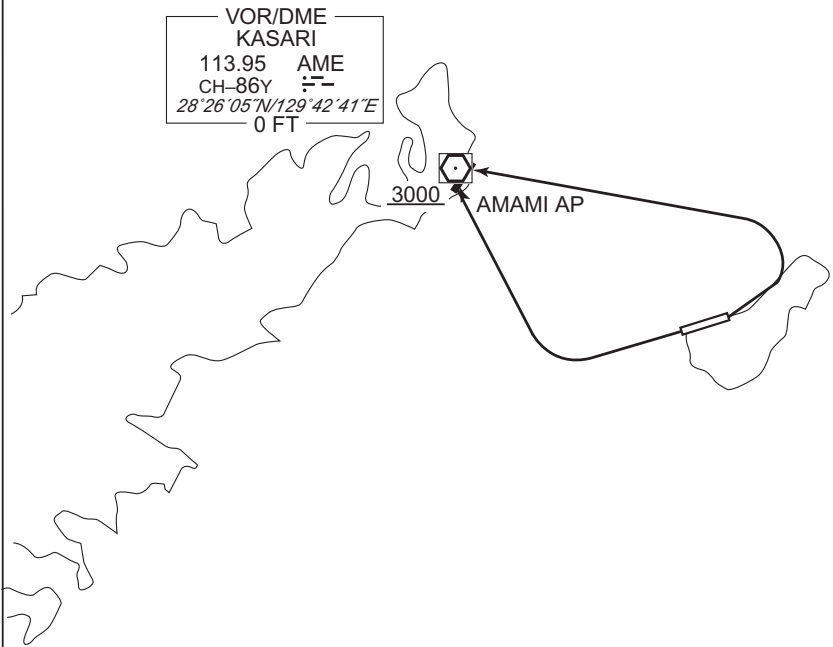 VOR/DME
KASARI
113.95 AME
CH–86Y
28°26′05″N/129°42′41″E
0 FT
3000
AMAMI AP